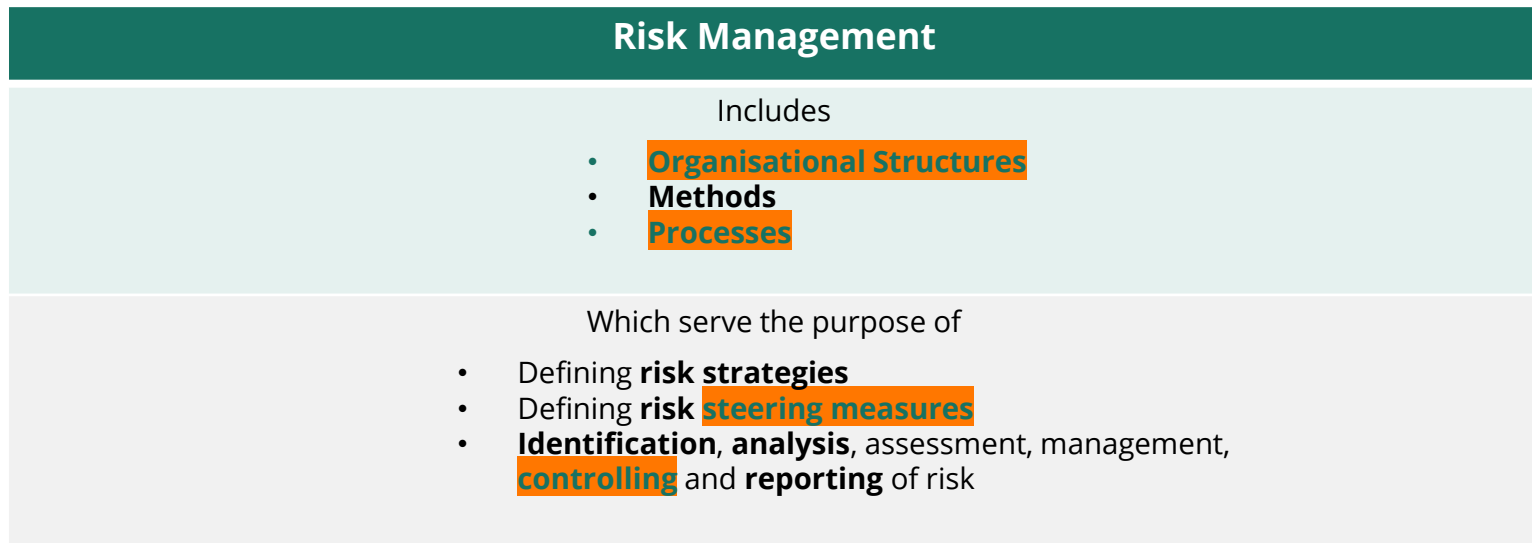 Risk Management
Includes
• Organisational Structures
• Methods
• Processes
Which serve the purpose of
• Defining risk strategies
• Defining risk steering measures
• Identification, analysis, assessment, management,
controlling and reporting of risk